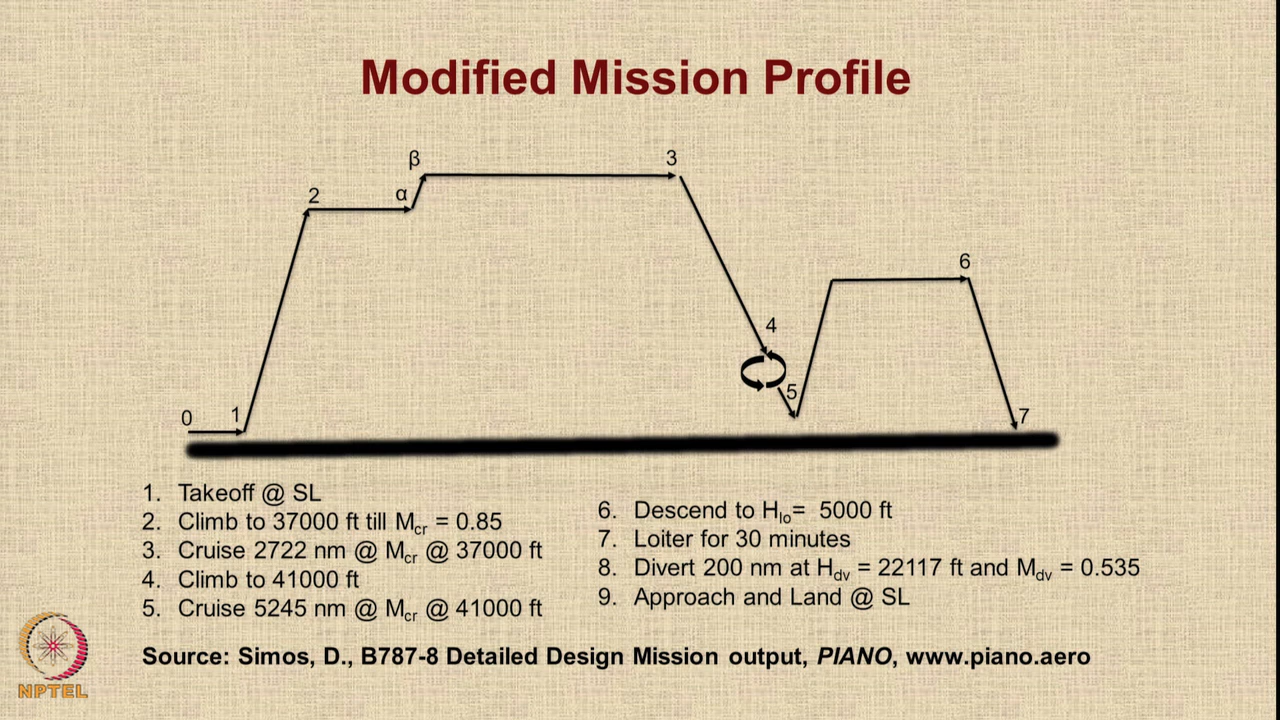 Modified Mission Profile
β
3
2
α
6
4
5
0
1
7
1. Takeoff @ SL
2. Climb to 37000 ft till Mcr = 0.85
3. Cruise 2722 nm @ Mcr @ 37000 ft
4. Climb to 41000 ft
5. Cruise 5245 nm @ Mcr @ 41000 ft
6. Descend to Hlo= 5000 ft
7. Loiter for 30 minutes
8. Divert 200 nm at Hdv = 22117 ft and Mdv = 0.535
9. Approach and Land @ SL
Source: Simos, D., B787-8 Detailed Design Mission output, PIANO, www.piano.aero
NPTEL